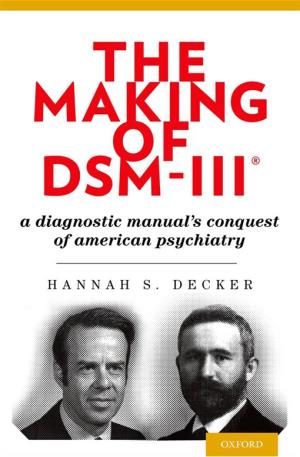 THE
MAKING
OF
DSM-III®
a diagnostic manual's conquest
of american psychiatry
HANNAH S. DECKER
OXFORD